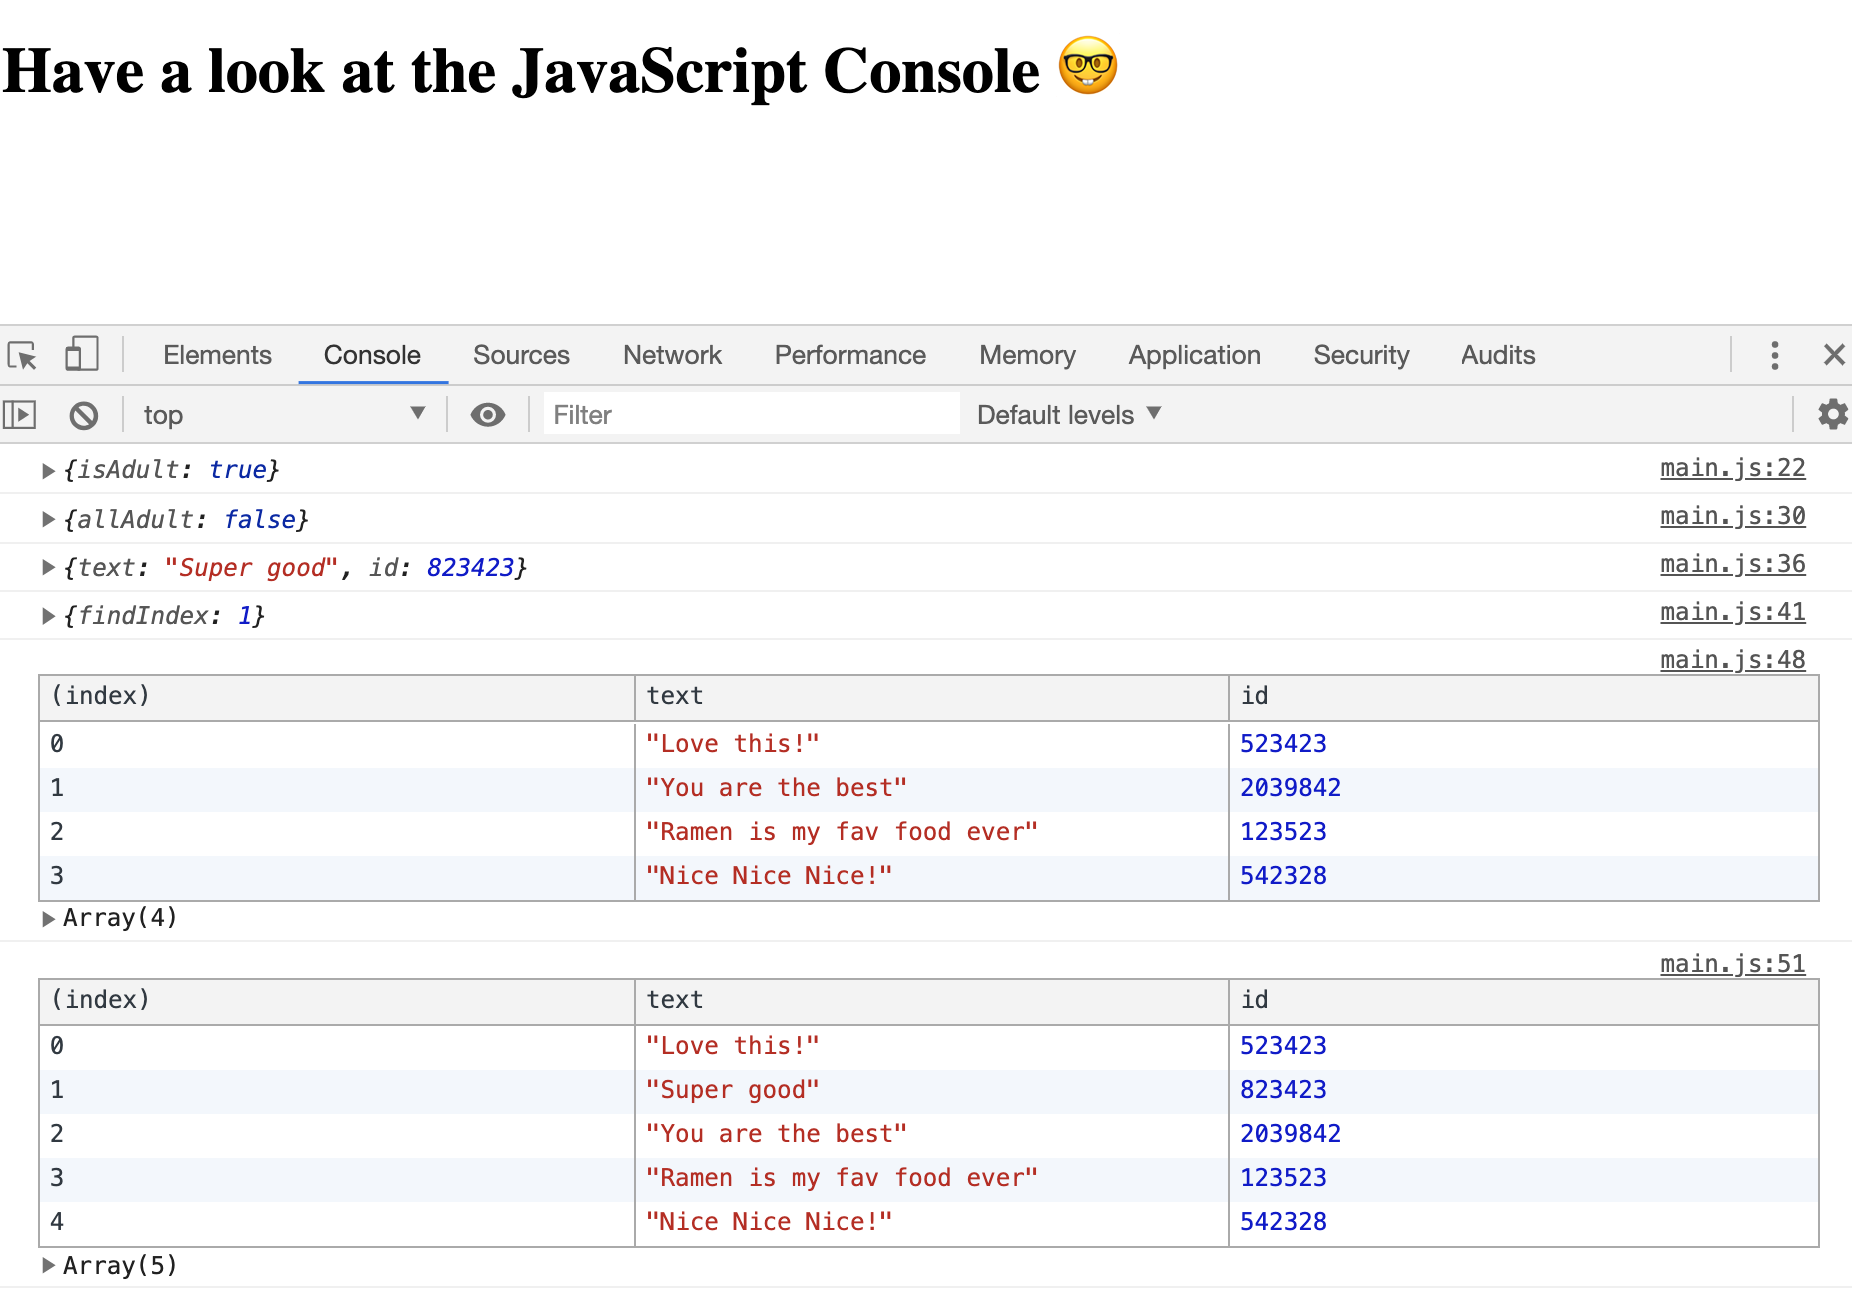 Have a look at the JavaScript Console 🤓
Elements Console Sources Network Performance Memory Application Security Audits
top Filter Default levels
{isAdult: true} main.js:22
{allAdult: false} main.js:30
{text: "Super good", id: 823423} main.js:36
{findIndex: 1} main.js:41
main.js:48
(index) text id
0 "Love this!" 523423
1 "You are the best" 2039842
2 "Ramen is my fav food ever" 123523
3 "Nice Nice Nice!" 542328
Array(4)
main.js:51
(index) text id
0 "Love this!" 523423
1 "Super good" 823423
2 "You are the best" 2039842
3 "Ramen is my fav food ever" 123523
4 "Nice Nice Nice!" 542328
Array(5)